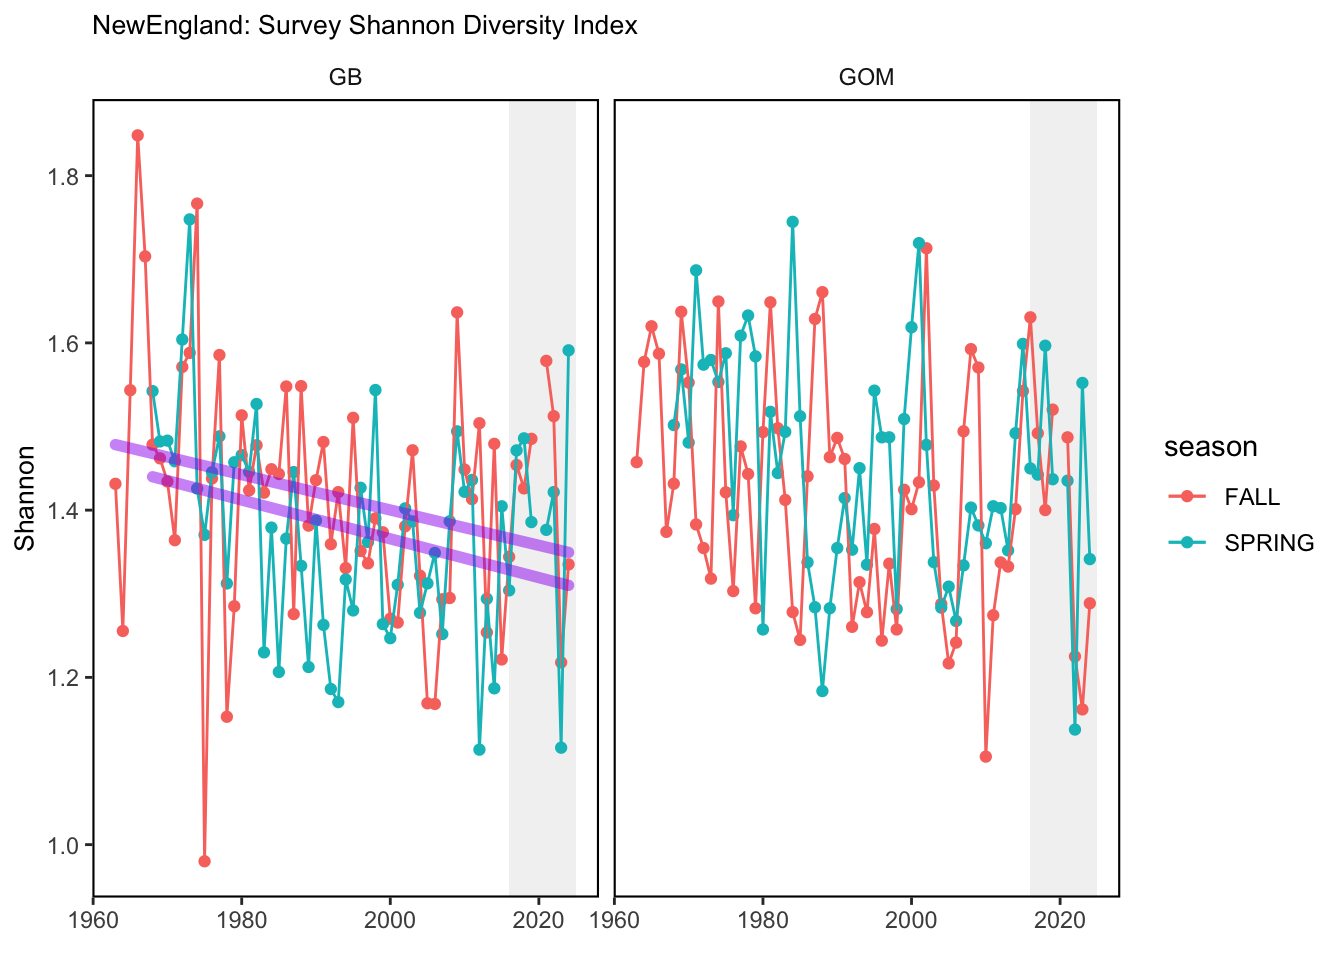 NewEngland: Survey Shannon Diversity Index
GB
GOM
Shannon
1.8
1.6
1.4
1.2
1.0
1960
1980
2000
2020
1960
1980
2000
2020
season
FALL
SPRING